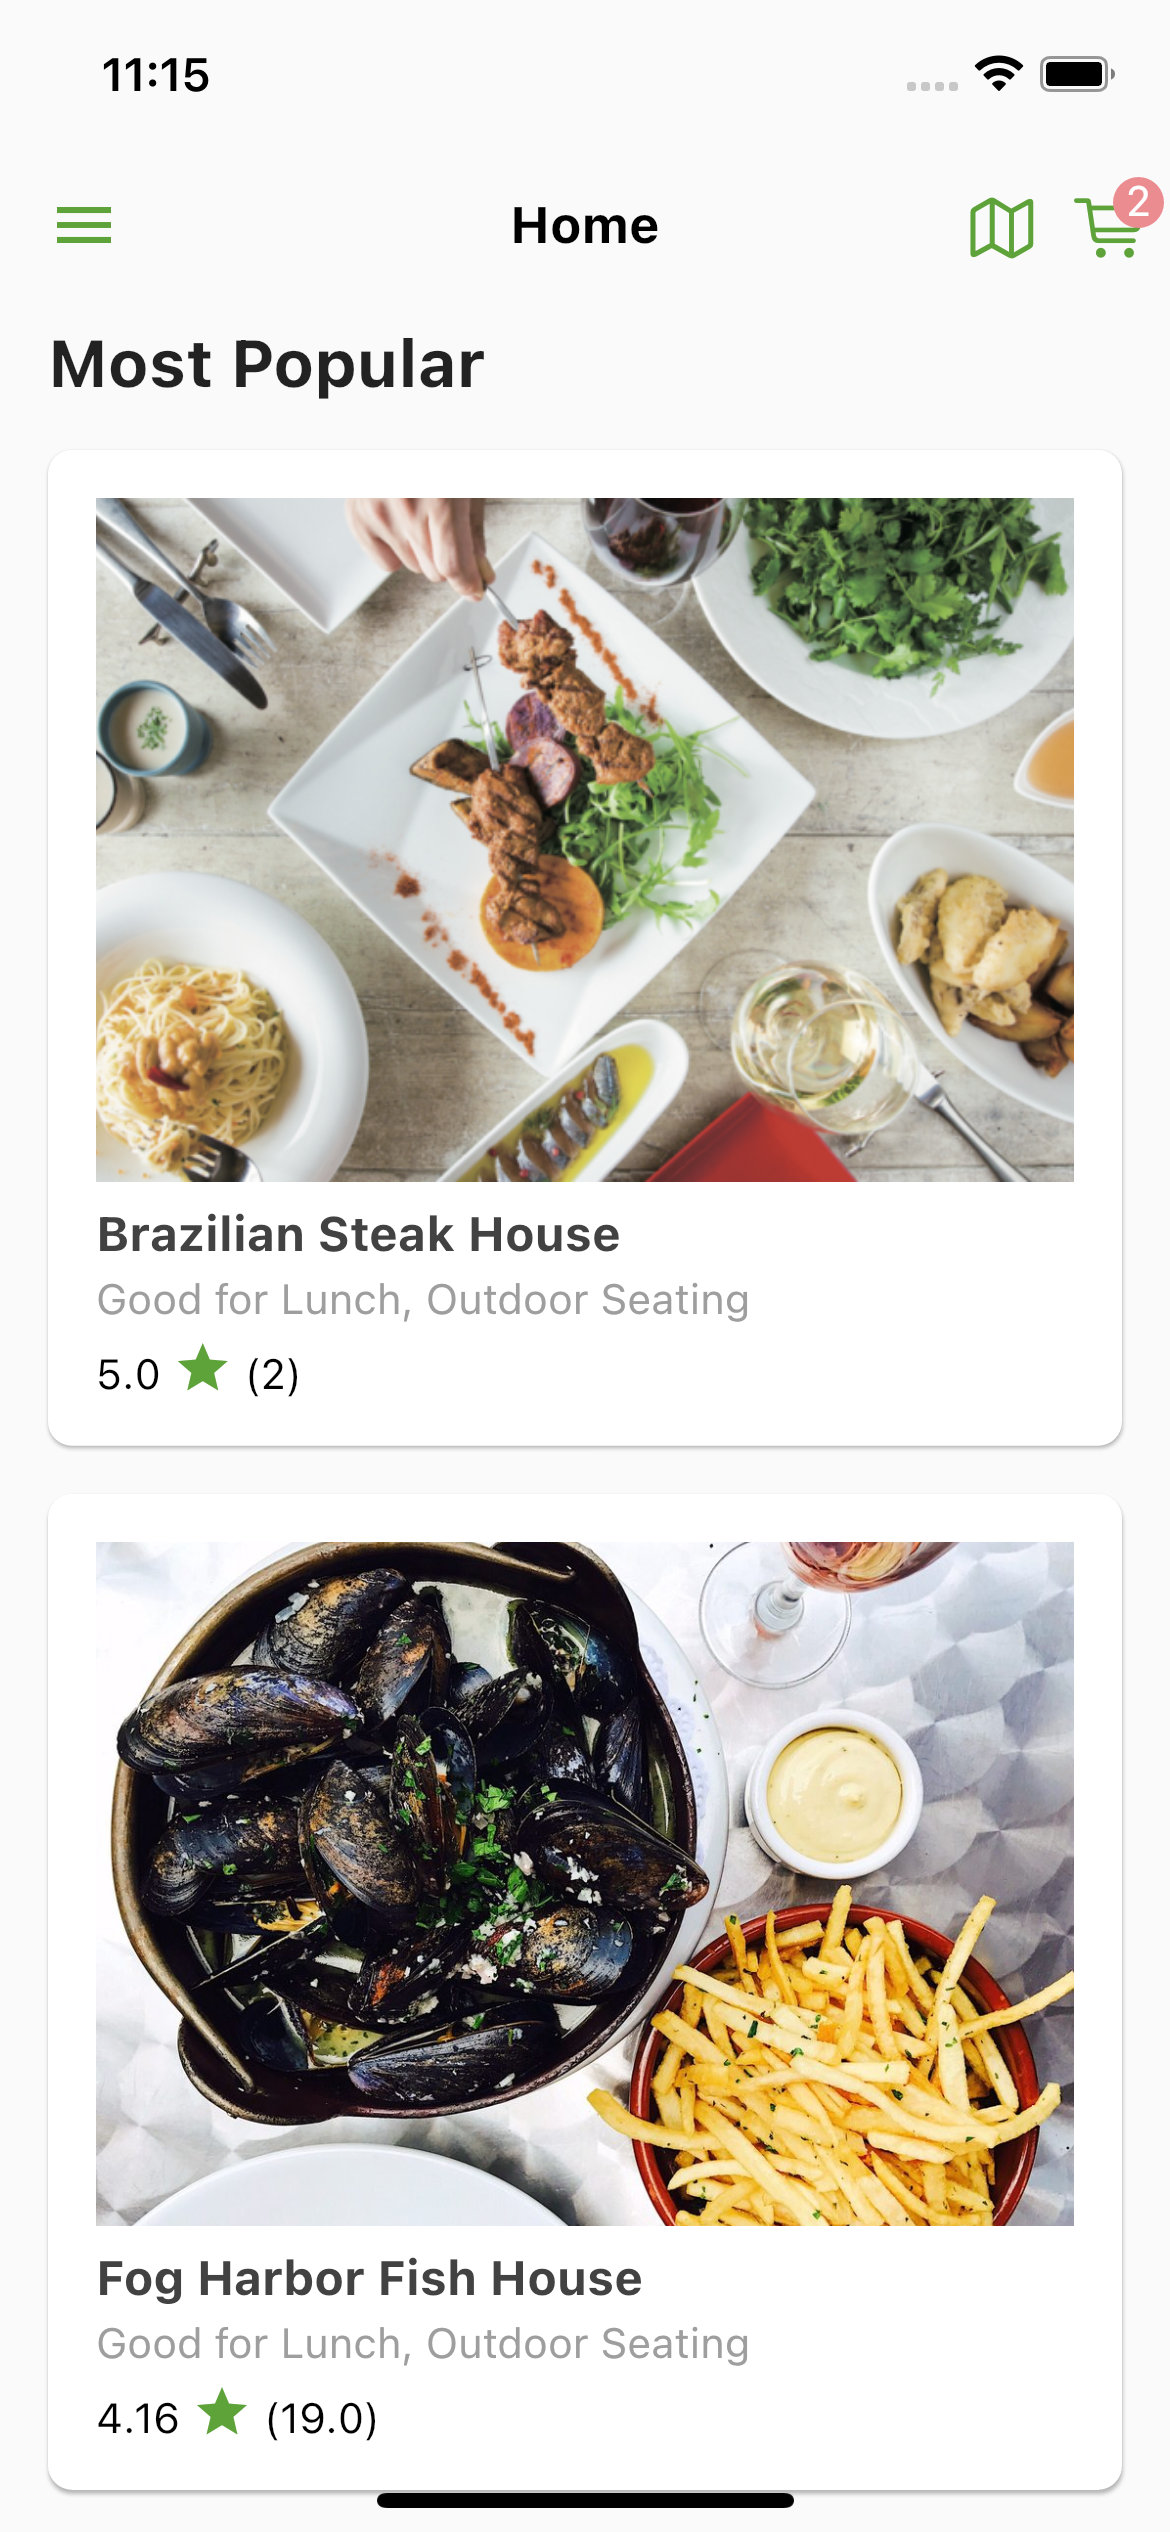 11:15
Home
2
Most Popular
Brazilian Steak House
Good for Lunch, Outdoor Seating
5.0 ★ (2)
Fog Harbor Fish House
Good for Lunch, Outdoor Seating
4.16 ★ (19.0)